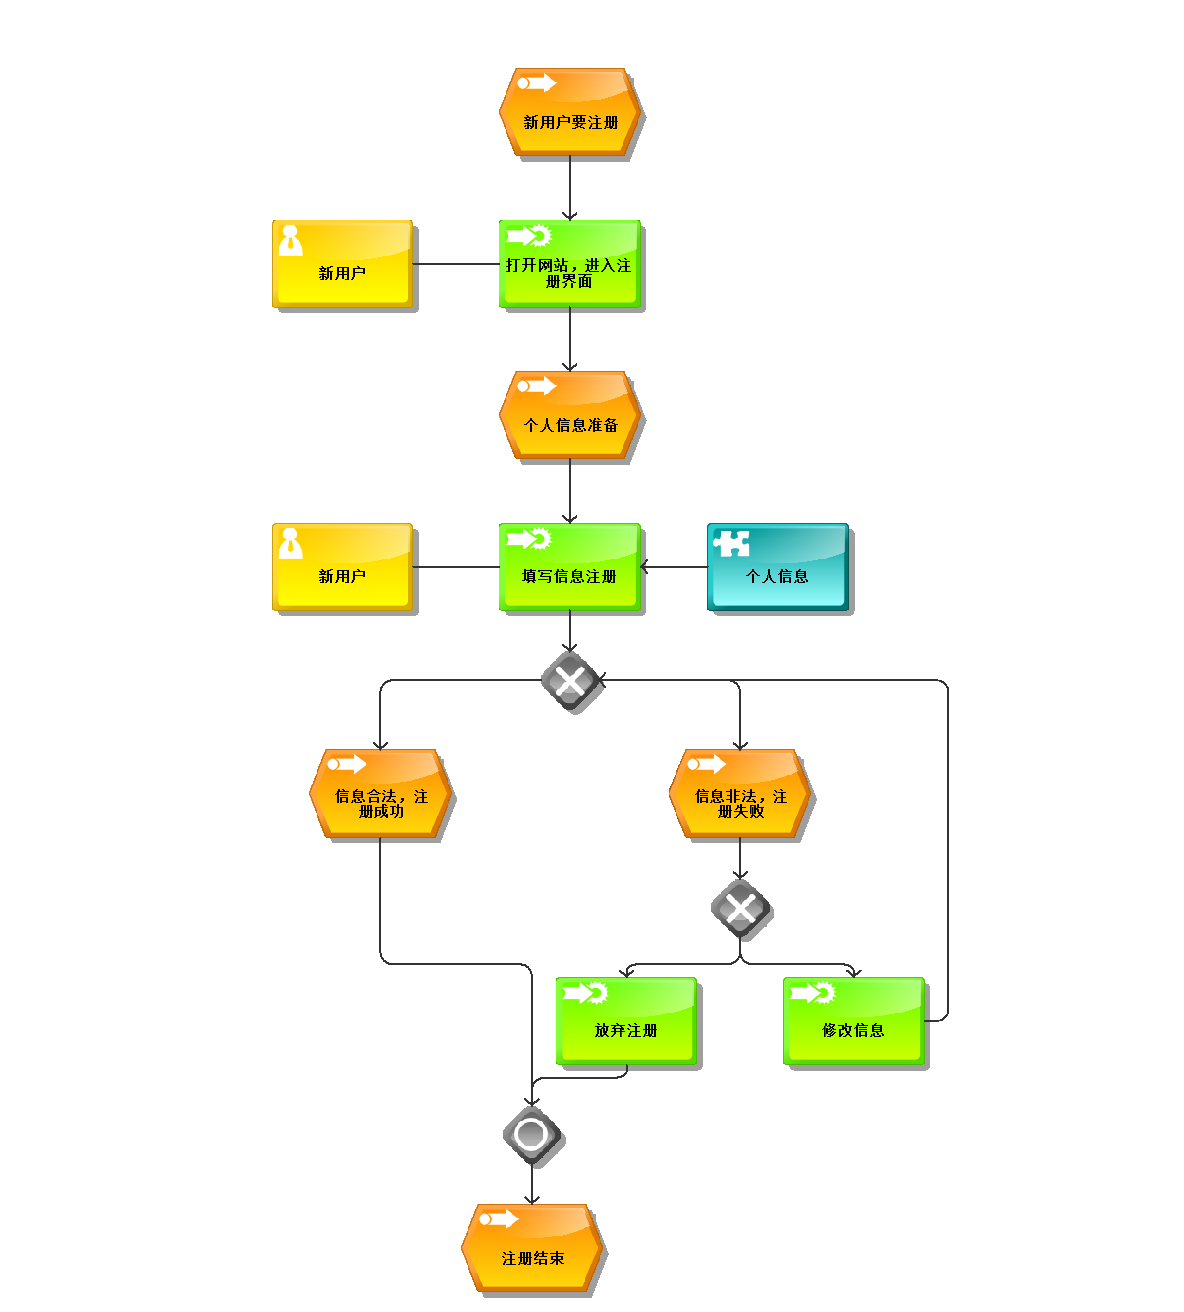 新用户要注册
新用户
打开网站，进入注
册界面
个人信息准备
新用户
填写信息注册
个人信息
信息合法，注
册成功
信息非法，注
册失败
放弃注册
修改信息
注册结束